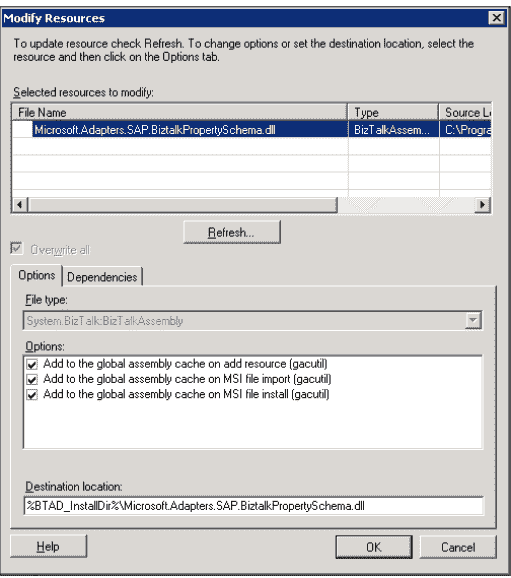 Modify Resources
To update resource check Refresh. To change options or set the destination location, select the
resource and then click on the Options tab.
Selected resources to modify:
File Name Type Source L
Microsoft.Adapters.SAP.BiztalkPropertySchema.dll BizTalkAssem... C:\Progra
Refresh...
Overwrite all
Options Dependencies
File type:
System.BizTalk:BizTalkAssembly
Options:
Add to the global assembly cache on add resource (gacutil)
Add to the global assembly cache on MSI file import (gacutil)
Add to the global assembly cache on MSI file install (gacutil)
Destination location:
%BTAD_InstallDir%\Microsoft.Adapters.SAP.BiztalkPropertySchema.dll
Help OK Cancel